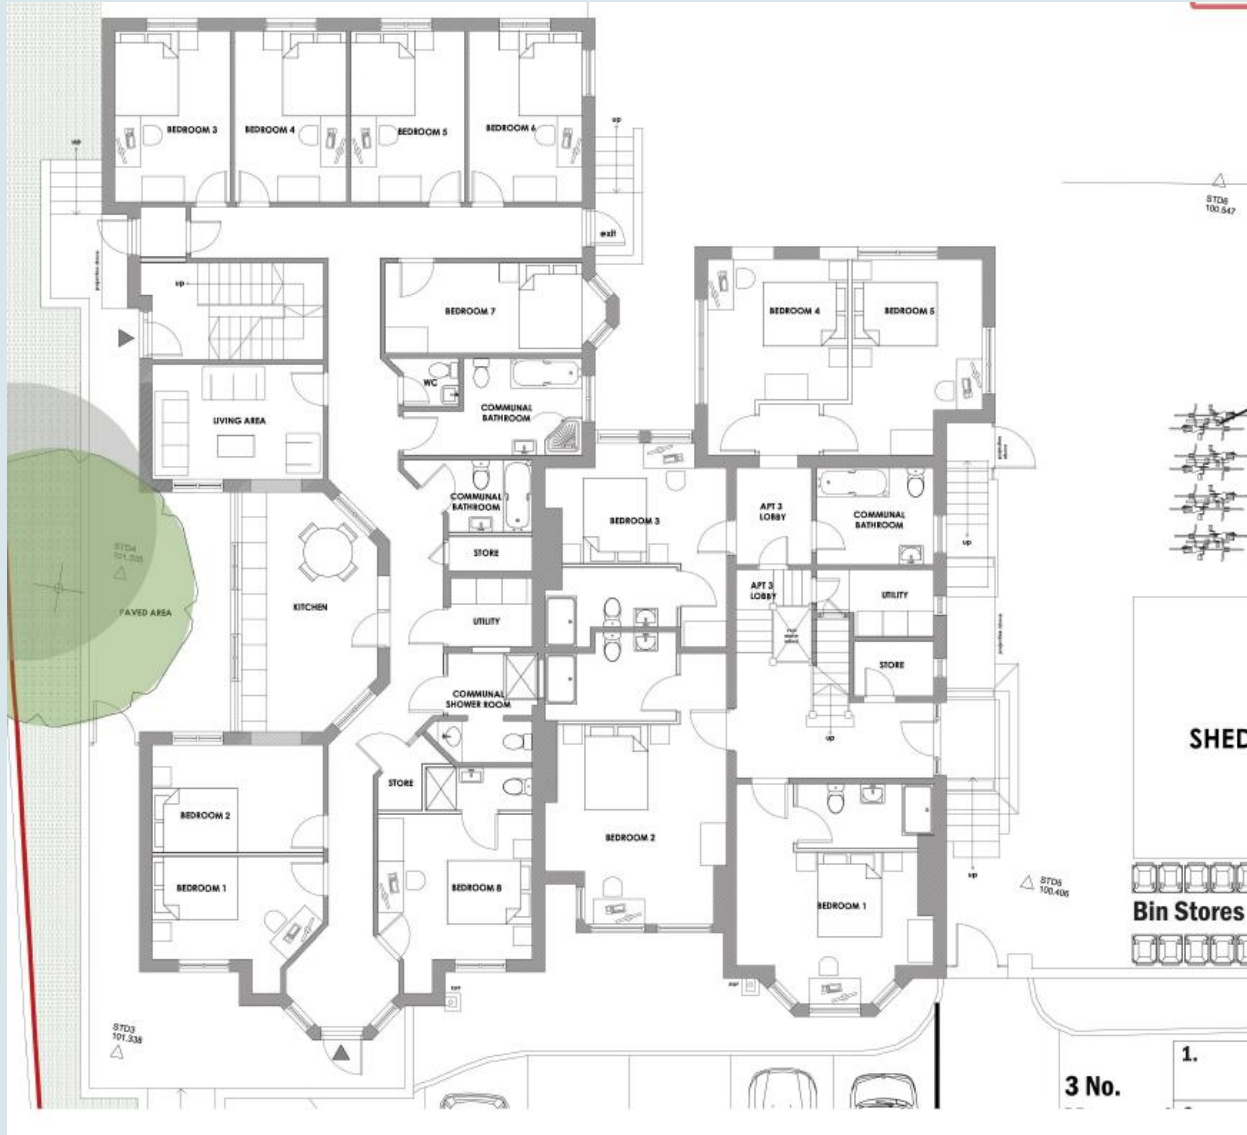 BEDROOM 3
BEDROOM 4
BEDROOM 5
BEDROOM 6
up
up
exit
STD6
100.547
up
BEDROOM 7
BEDROOM 4
BEDROOM 5
WC
COMMUNAL
BATHROOM
LIVING AREA
COMMUNAL
BATHROOM
BEDROOM 3
APT 3
LOBBY
COMMUNAL
BATHROOM
up
STORE
STD4
KITCHEN
PAVED AREA
UTILITY
APT 3
LOBBY
UTILITY
STORE
COMMUNAL
SHOWER ROOM
up
SHED
STORE
BEDROOM 2
BEDROOM 2
BEDROOM 1
BEDROOM 8
BEDROOM 1
up
STD5
100.406
Bin Stores
STD3
101.338
1.
3 No.